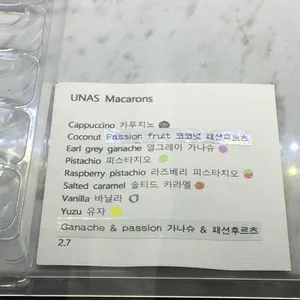 UNAS Macarons
Cappuccino 카푸치노
Coconut Passion fruit 코코넛 패션후르츠
Earl grey ganache 얼그레이 가나슈
Pistachio 피스타치오
Raspberry pistachio 라즈베리 피스타치오
Salted caramel 솔티드 카라멜
Vanilla 바닐라
Yuzu 유자
Ganache & passion 가나슈 & 패션후르츠
2.7